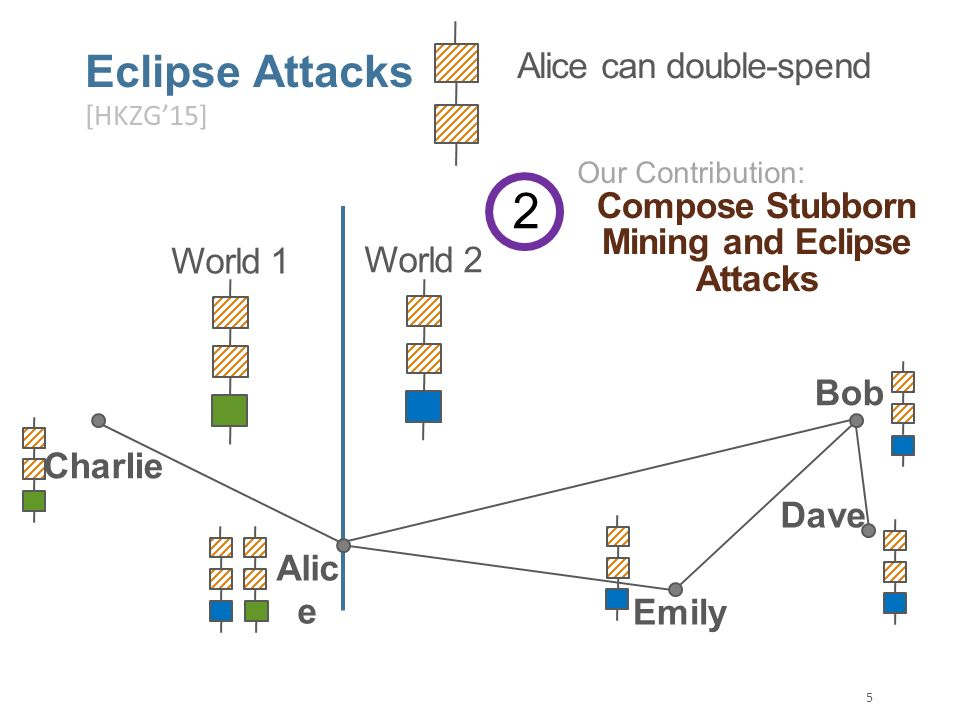 Eclipse Attacks
[HKZG’15]
Alice can double-spend
Our Contribution:
2
Compose Stubborn
Mining and Eclipse
Attacks
World 1
World 2
Bob
Charlie
Dave
Alic
e
Emily
5